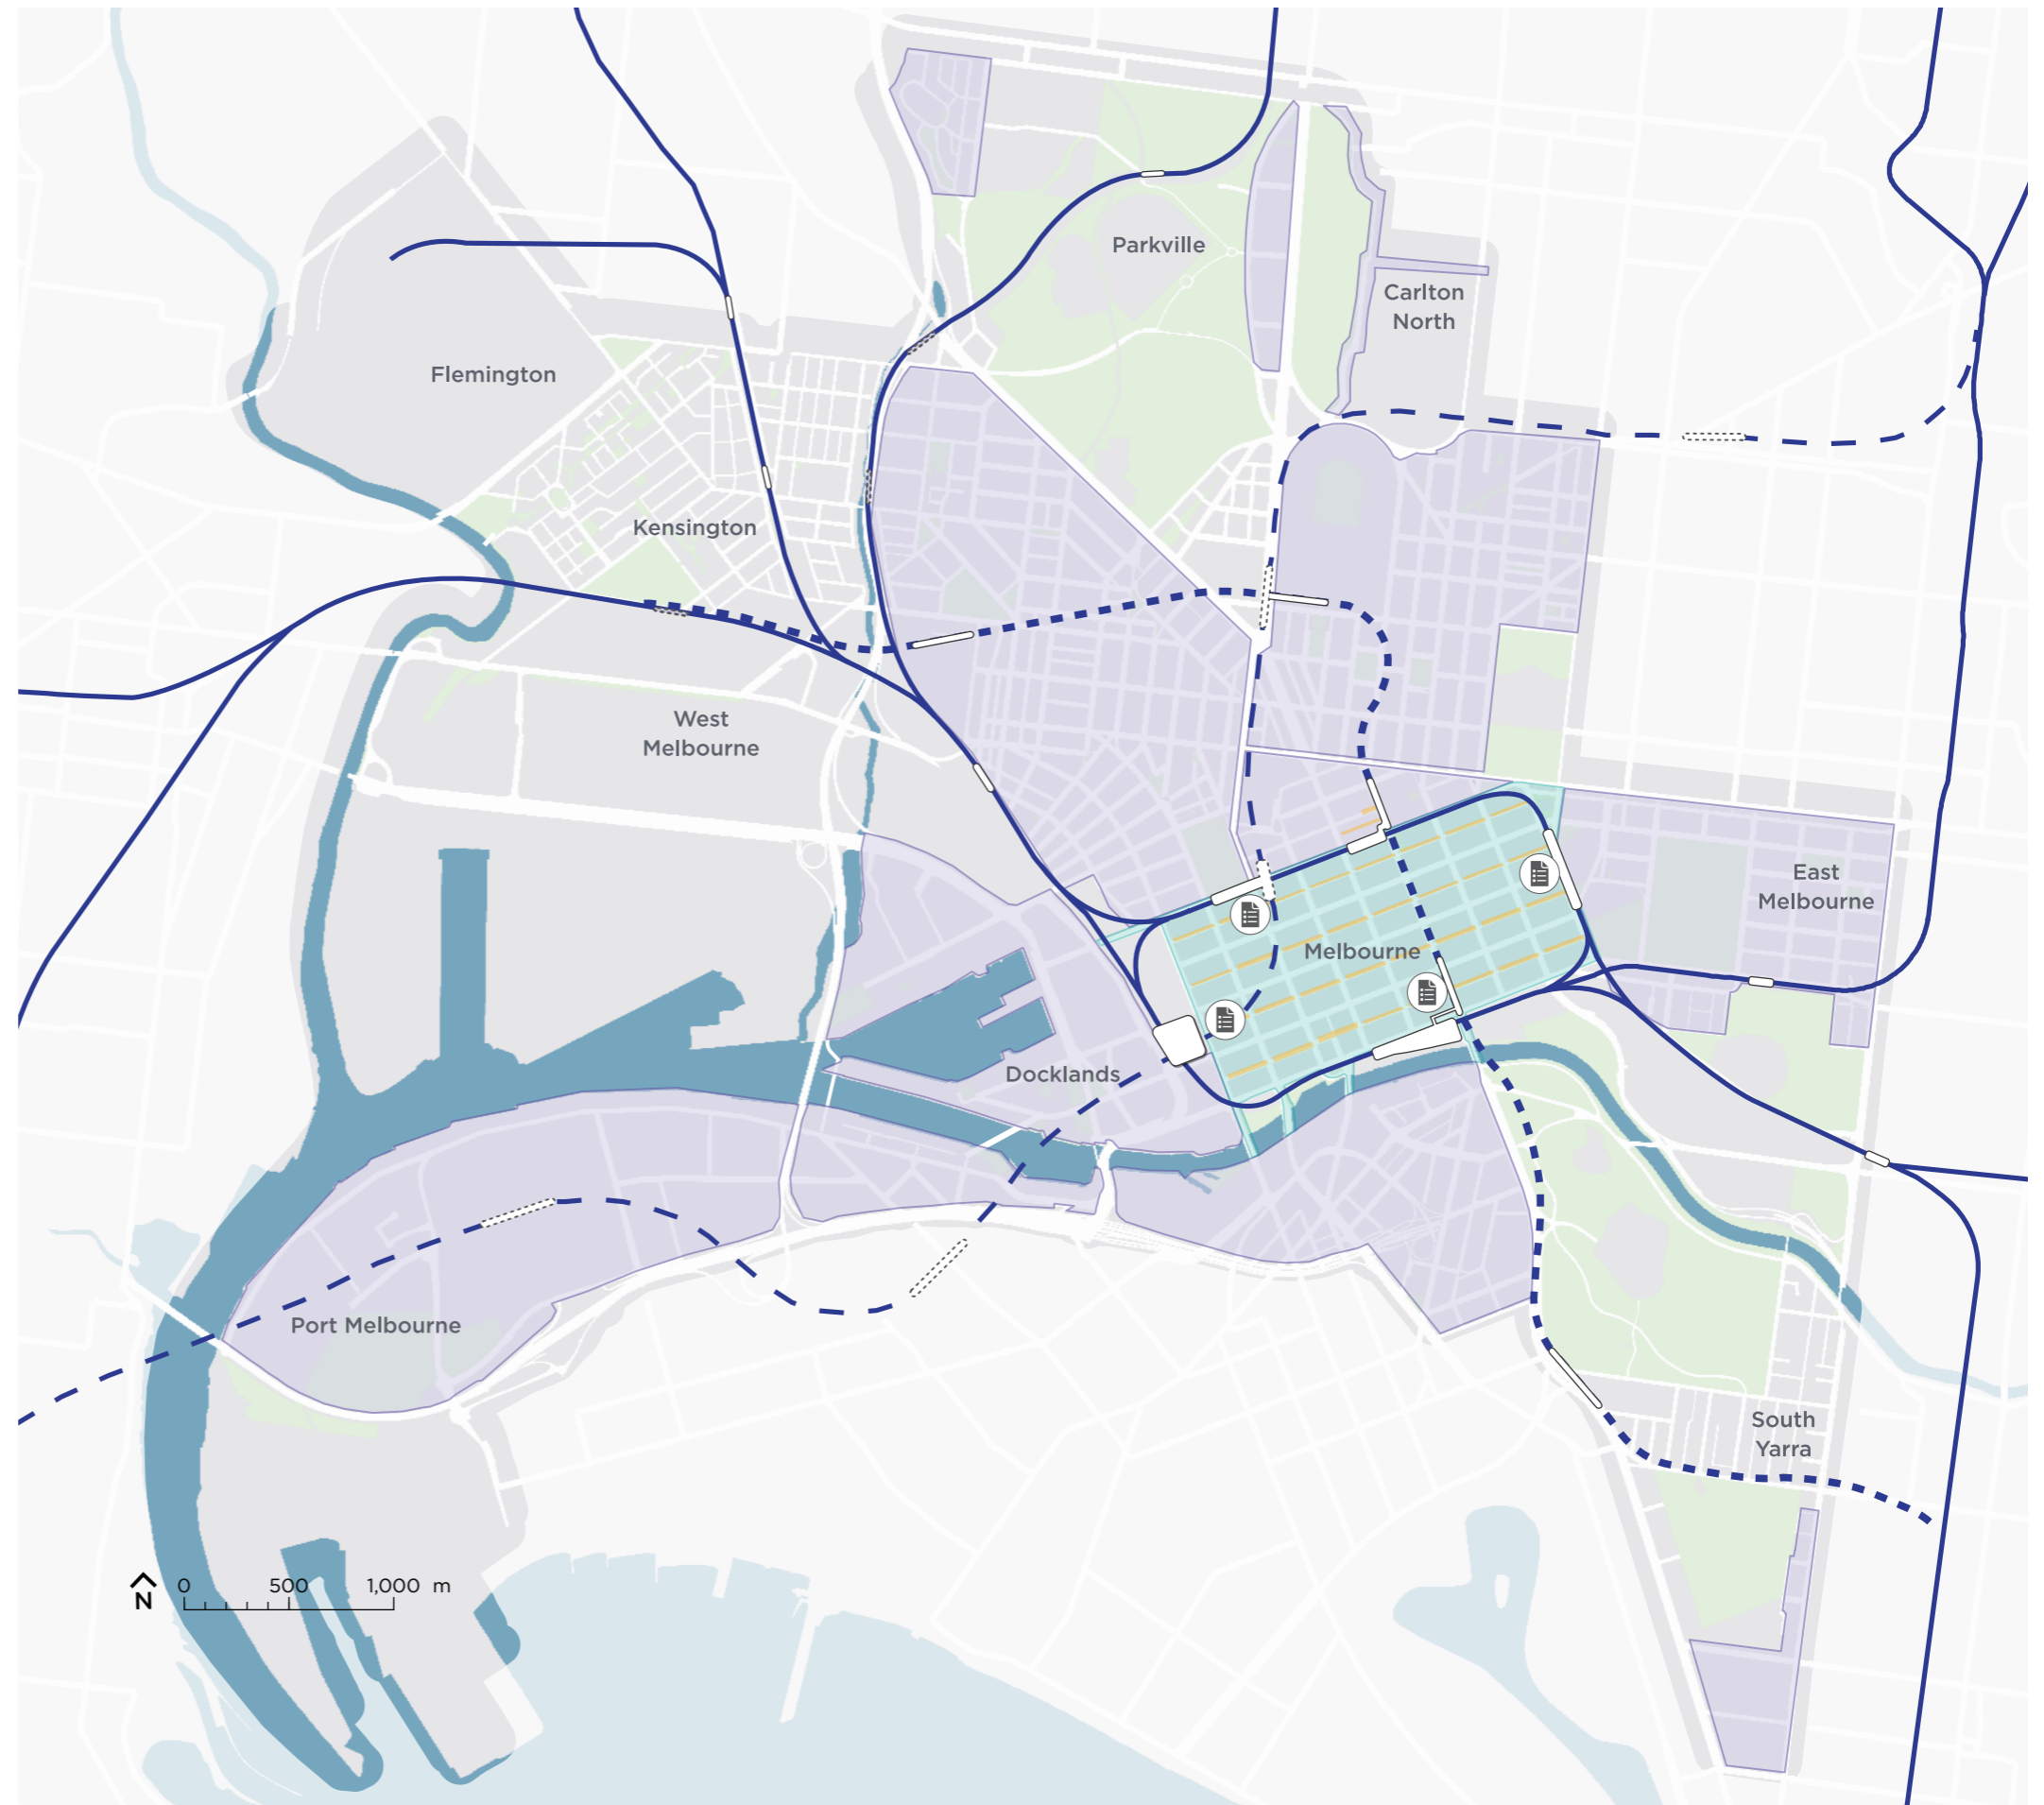 Parkville
Carlton
North
Flemington
Kensington
West
Melbourne
East
Melbourne
Melbourne
Docklands
Port Melbourne
South
Yarra
0 500 1,000 m
N